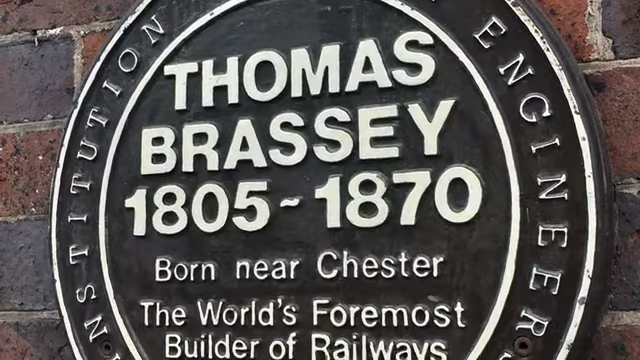 INSTITUTION
ENGINEER
THOMAS
BRASSEY
1805~1870
Born near Chester
The World's Foremost
Builder of Railways